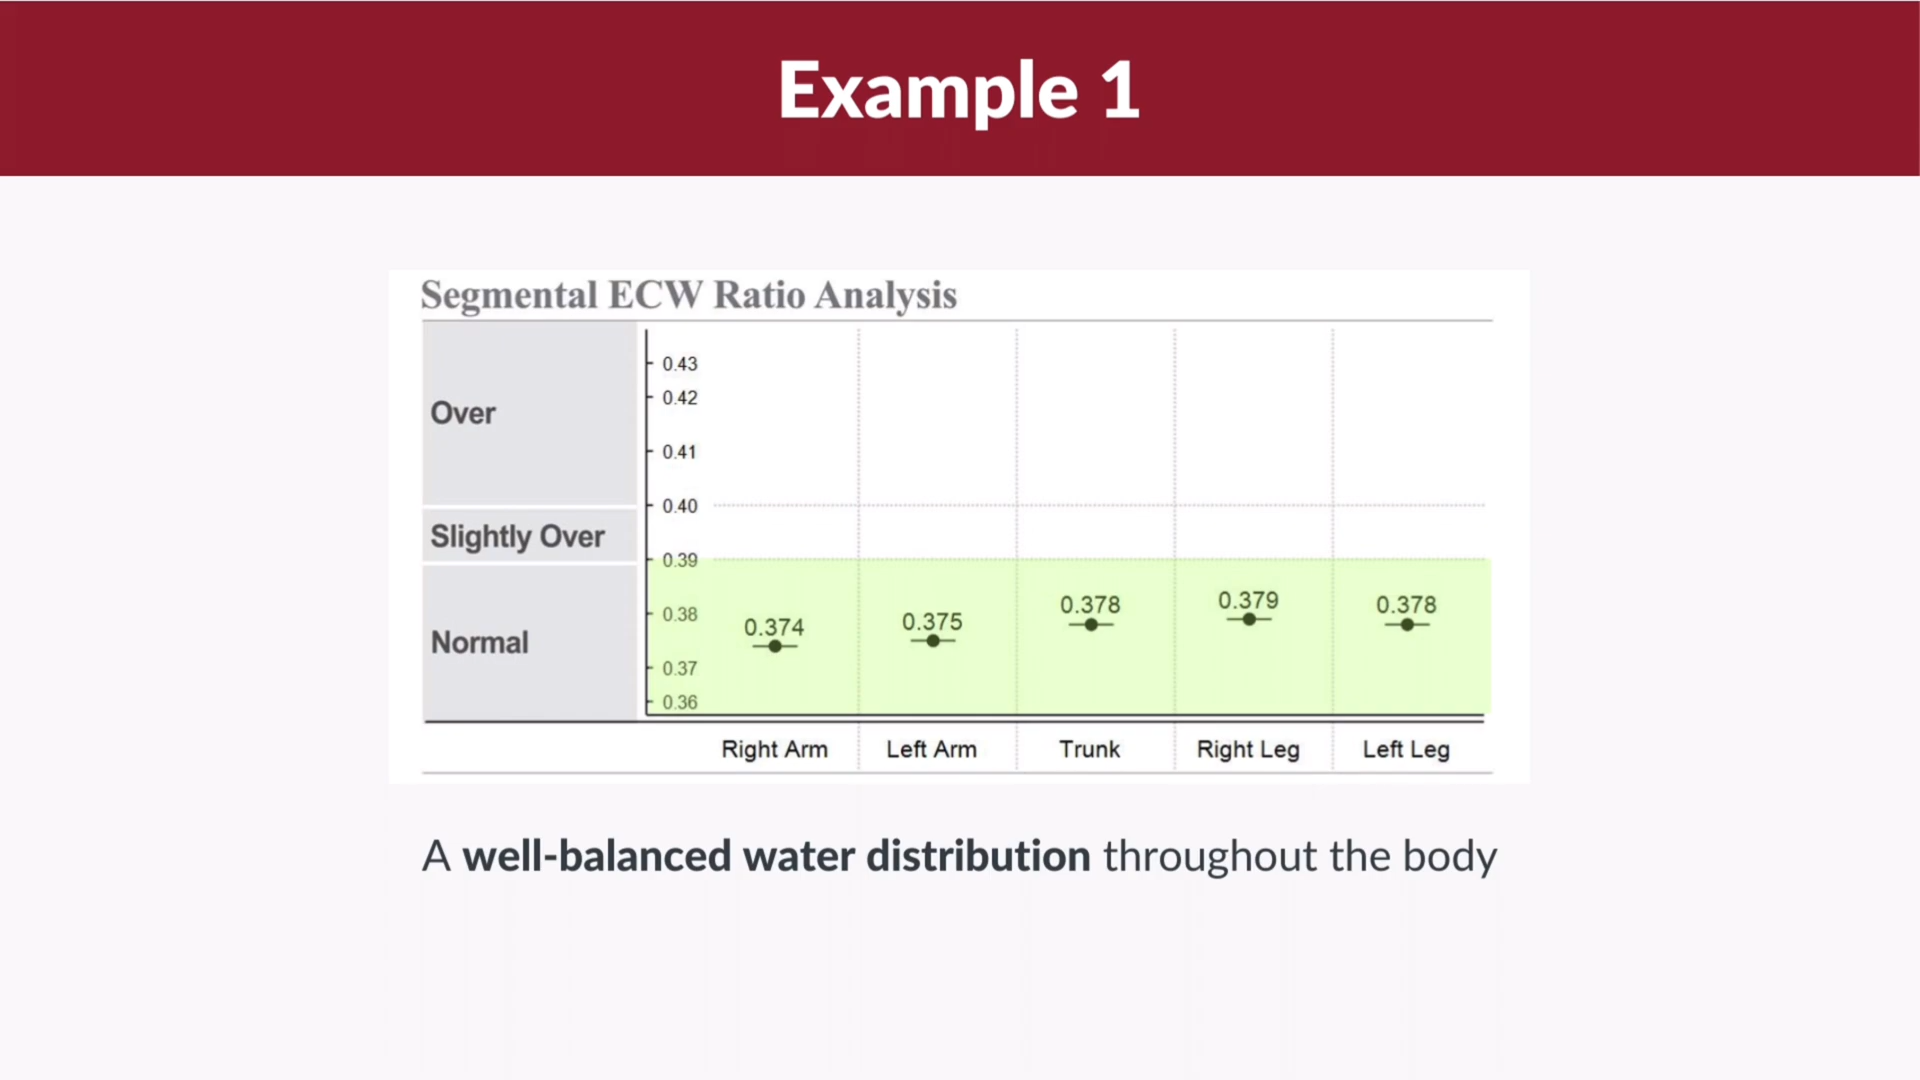 Example 1
Segmental ECW Ratio Analysis
Over
Slightly Over
Normal
0.43
0.42
0.41
0.40
0.39
0.38
0.37
0.36
0.374
0.375
0.378
0.379
0.378
Right Arm
Left Arm
Trunk
Right Leg
Left Leg
A well-balanced water distribution throughout the body